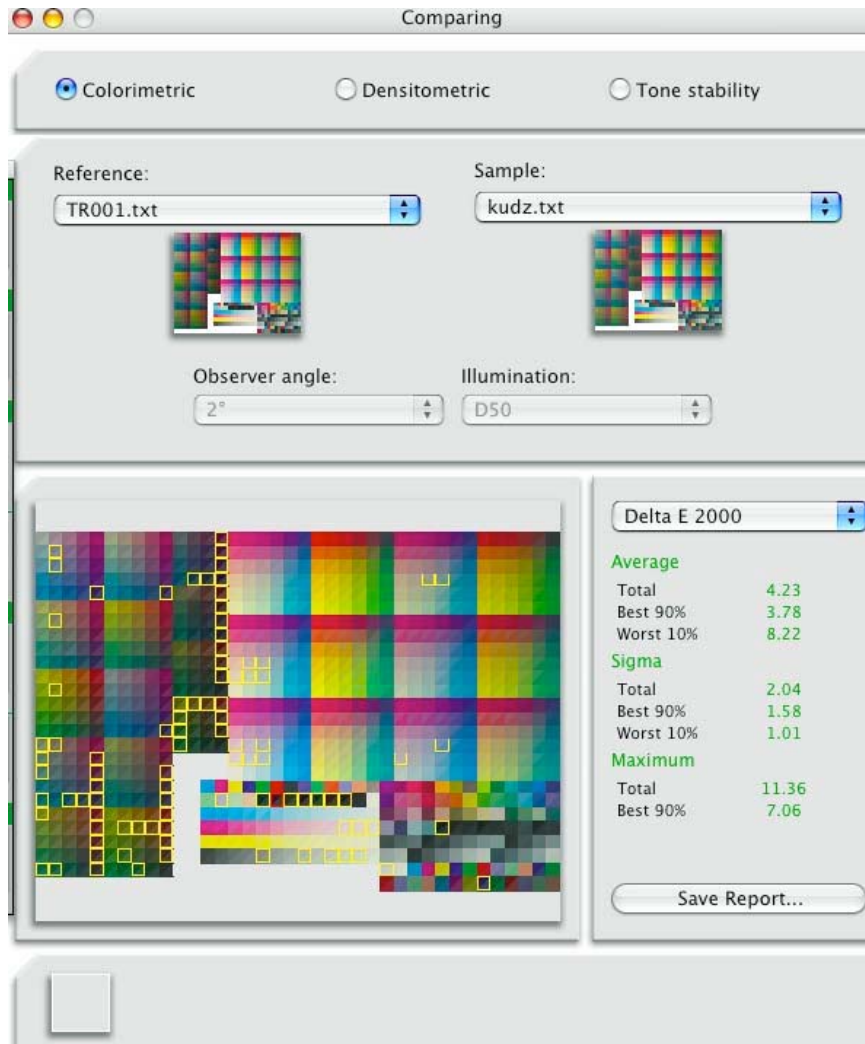 Comparing
Colorimetric Densitometric Tone stability
Reference: Sample:
TR001.txt kudz.txt
Observer angle: Illumination:
2° D50
Delta E 2000
Average
Total 4.23
Best 90% 3.78
Worst 10% 8.22
Sigma
Total 2.04
Best 90% 1.58
Worst 10% 1.01
Maximum
Total 11.36
Best 90% 7.06
Save Report...